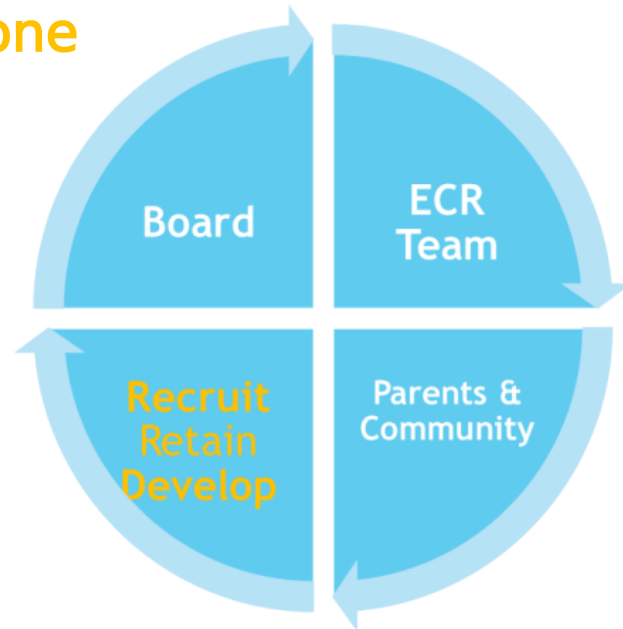 one
Board
ECR
Team
Recruit
Retain
Develop
Parents &
Community